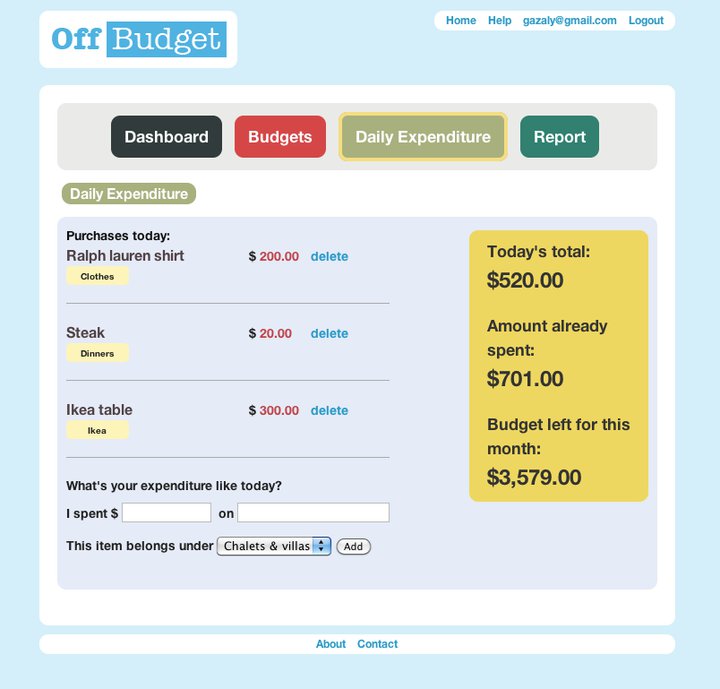 Off Budget
Home Help gazaly@gmail.com Logout
Dashboard Budgets Daily Expenditure Report
Daily Expenditure
Purchases today:
Ralph lauren shirt $ 200.00 delete
Clothes
Steak $ 20.00 delete
Dinners
Ikea table $ 300.00 delete
Ikea
What's your expenditure like today?
I spent $ on
This item belongs under Chalets & villas Add
Today's total:
$520.00
Amount already
spent:
$701.00
Budget left for this
month:
$3,579.00
About Contact